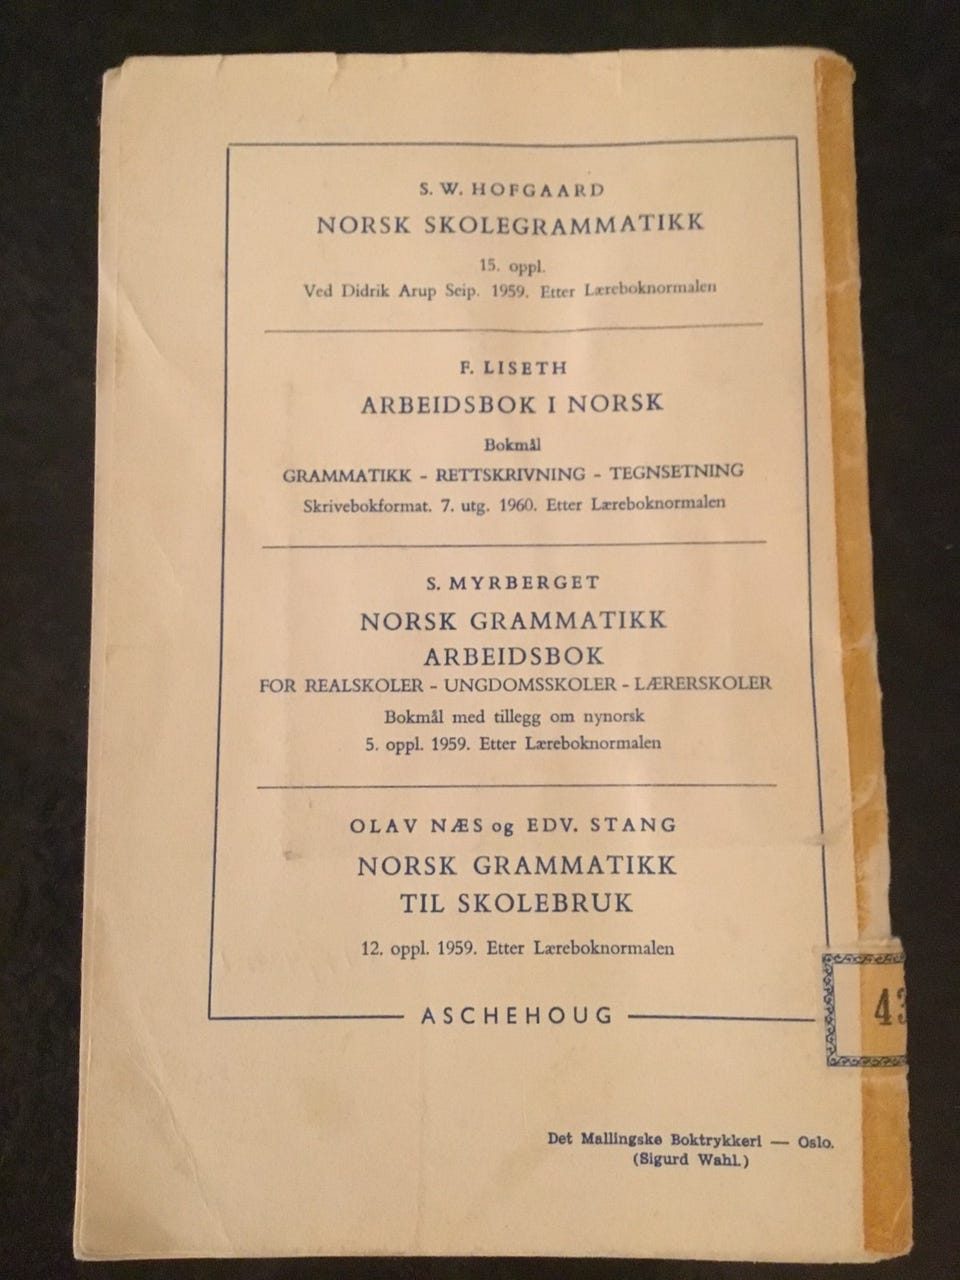 S. W. HOFGAARD
NORSK SKOLEGRAMMATIKK
15. oppl.
Ved Didrik Arup Seip. 1959. Etter Læreboknormalen
F. LISETH
ARBEIDSBOK I NORSK
Bokmål
GRAMMATIKK - RETTSKRIVNING - TEGNSETNING
Skrivebokformat. 7. utg. 1960. Etter Læreboknormalen
S. MYRBERGET
NORSK GRAMMATIKK
ARBEIDSBOK
FOR REALSKOLER - UNGDOMSSKOLER - LÆRERSKOLER
Bokmål med tillegg om nynorsk
5. oppl. 1959. Etter Læreboknormalen
OLAV NÆS og EDV. STANG
NORSK GRAMMATIKK
TIL SKOLEBRUK
12. oppl. 1959. Etter Læreboknormalen
ASCHEHOUG
43
Det Mallingske Boktrykkeri — Oslo.
(Sigurd Wahl.)